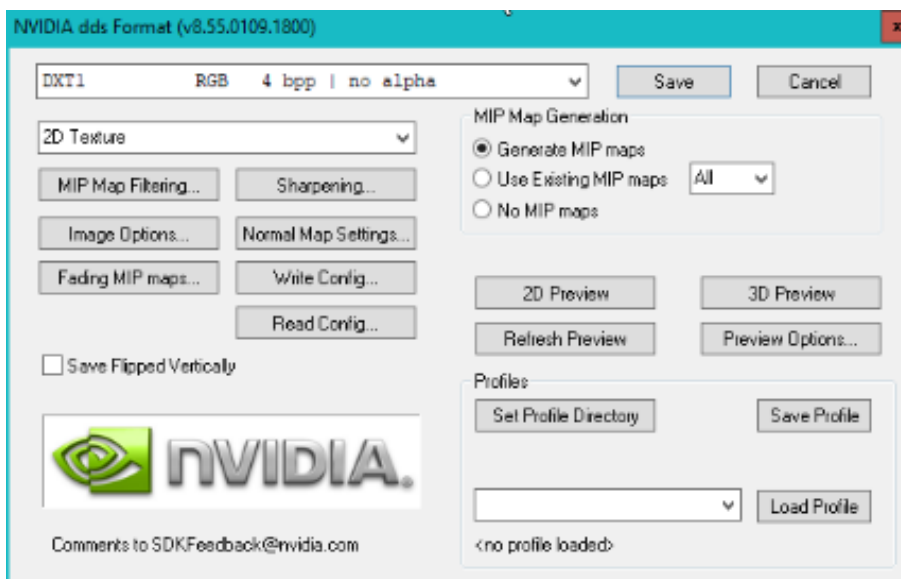 NVIDIA dds Format (v8.55.0109.1800)
x
DXT1 RGB 4 bpp | no alpha
Save
Cancel
2D Texture
MIP Map Generation
Generate MIP maps
Use Existing MIP maps
All
No MIP maps
MIP Map Filtering...
Sharpening...
Image Options...
Normal Map Settings...
Fading MIP maps...
Write Config...
Read Config...
2D Preview
3D Preview
Refresh Preview
Preview Options...
Save Flipped Vertically
Profiles
Set Profile Directory
Save Profile
Load Profile
<no profile loaded>
NVIDIA.
Comments to SDKFeedback@nvidia.com